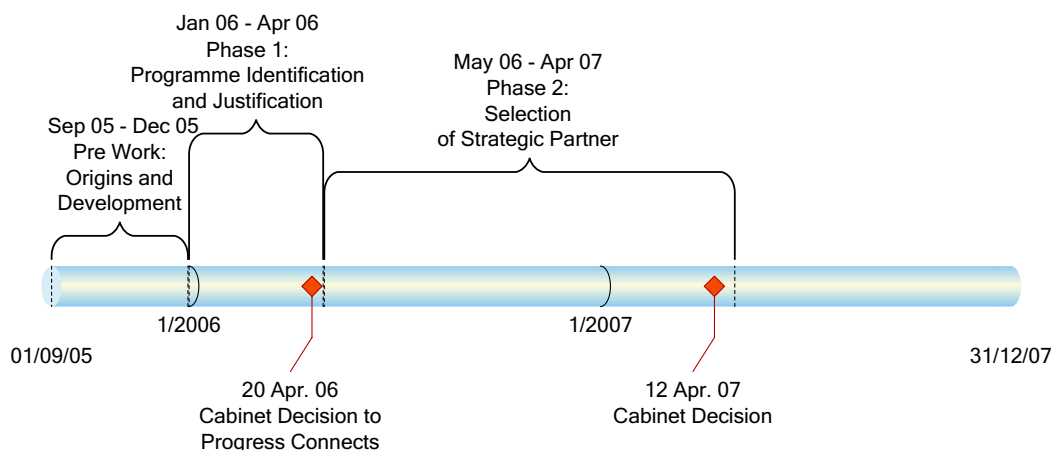 Jan 06 - Apr 06
Phase 1:
Programme Identification
and Justification
May 06 - Apr 07
Phase 2:
Selection
of Strategic Partner
Sep 05 - Dec 05
Pre Work:
Origins and
Development
1/2006
1/2007
01/09/05
31/12/07
20 Apr. 06
Cabinet Decision to
Progress Connects
12 Apr. 07
Cabinet Decision